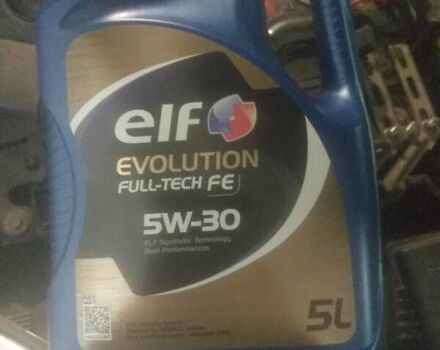 elf
EVOLUTION
FULL-TECH FE
5W-30
ELF Synthetic Technology
Best Performances
5L